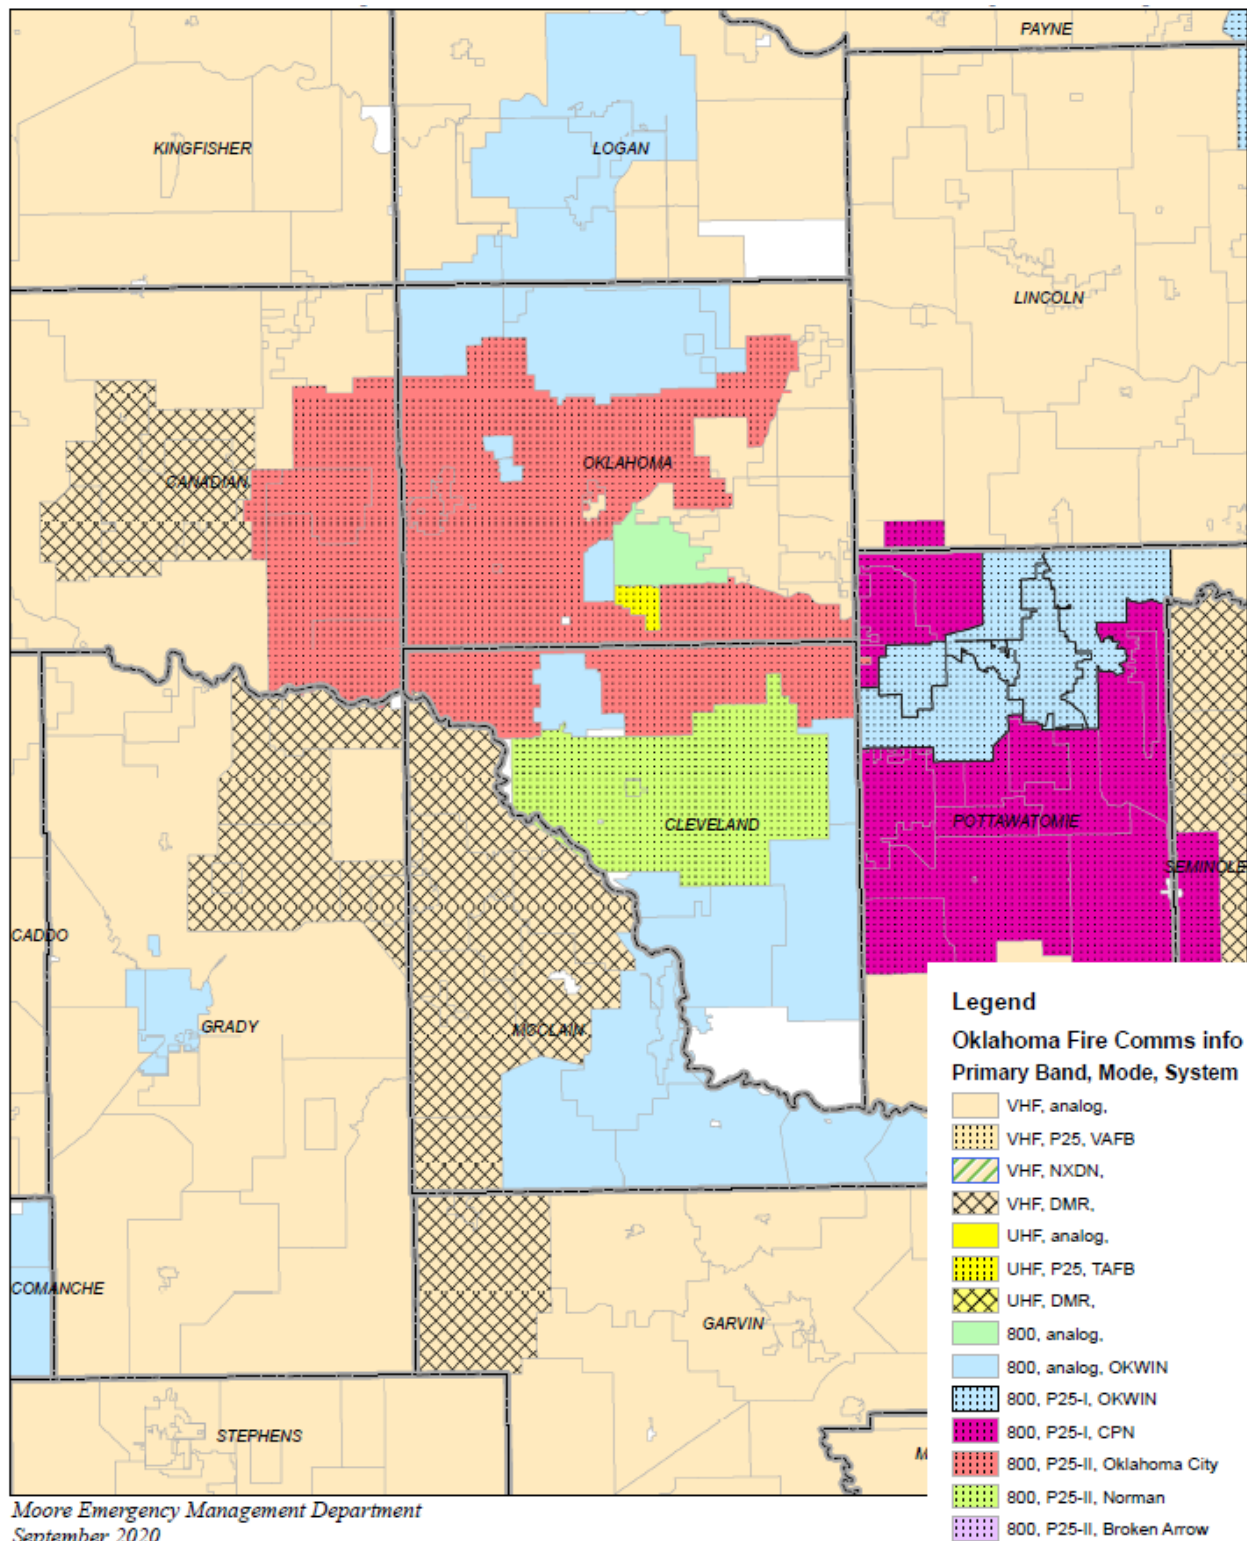 PAYNE
KINGFISHER
LOGAN
LINCOLN
OKLAHOMA
CANADIAN
CLEVELAND
POTTAWATOMIE
SEMINOLE
CADDO
GRADY
MCCLAIN
COMANCHE
GARVIN
STEPHENS
M
Legend
Oklahoma Fire Comms info
Primary Band, Mode, System
VHF, analog,
VHF, P25, VAFB
VHF, NXDN,
VHF, DMR,
UHF, analog,
UHF, P25, TAFB
UHF, DMR,
800, analog,
800, analog, OKWIN
800, P25-I, OKWIN
800, P25-I, CPN
800, P25-II, Oklahoma City
800, P25-II, Norman
800, P25-II, Broken Arrow
Moore Emergency Management Department
September 2020